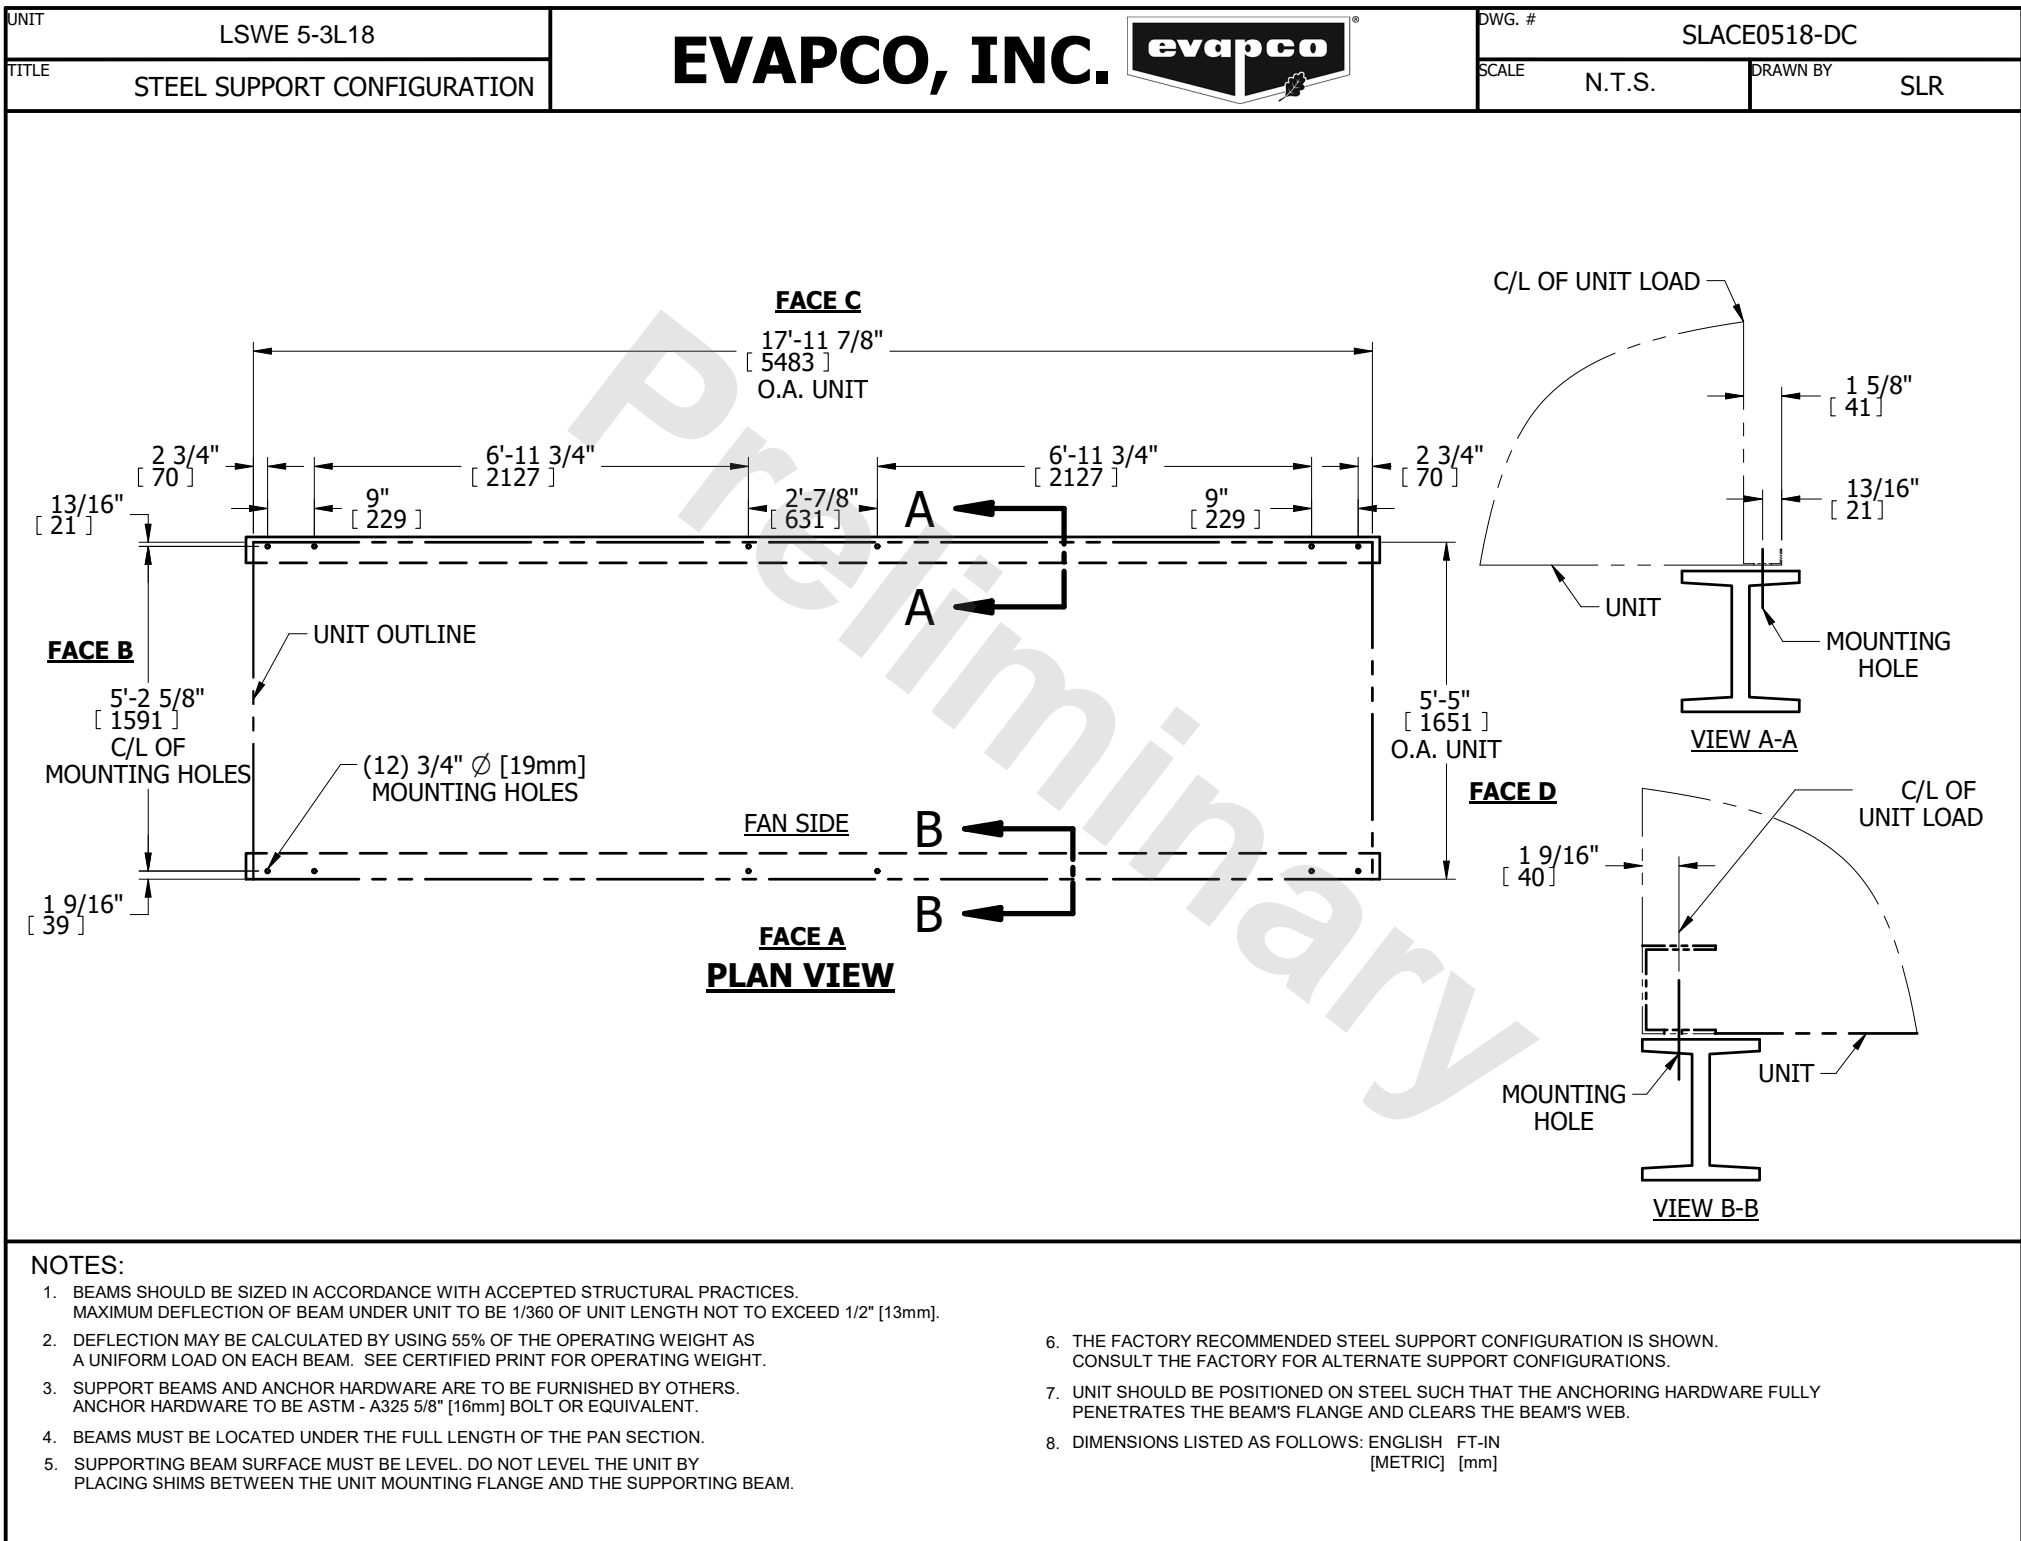 UNIT
LSWE 5-3L18
TITLE
STEEL SUPPORT CONFIGURATION
EVAPCO, INC.
evapco
®
DWG. #
SLACE0518-DC
SCALE
N.T.S.
DRAWN BY
SLR
FACE C
17'-11 7/8"
[ 5483 ]
O.A. UNIT
2 3/4"
[ 70 ]
6'-11 3/4"
[ 2127 ]
6'-11 3/4"
[ 2127 ]
2 3/4"
[ 70 ]
13/16"
[ 21 ]
9"
[ 229 ]
2'-7/8"
[ 631 ]
A
9"
[ 229 ]
A
FACE B
UNIT OUTLINE
5'-2 5/8"
[ 1591 ]
C/L OF
MOUNTING HOLES
(12) 3/4" ∅ [19mm]
MOUNTING HOLES
5'-5"
[ 1651 ]
O.A. UNIT
FACE D
FAN SIDE
B
B
1 9/16"
[ 39 ]
FACE A
PLAN VIEW
Preliminary
C/L OF UNIT LOAD
1 5/8"
[ 41 ]
13/16"
[ 21 ]
UNIT
MOUNTING
HOLE
VIEW A-A
C/L OF
UNIT LOAD
1 9/16"
[ 40 ]
UNIT
MOUNTING
HOLE
VIEW B-B
NOTES:
1. BEAMS SHOULD BE SIZED IN ACCORDANCE WITH ACCEPTED STRUCTURAL PRACTICES.
MAXIMUM DEFLECTION OF BEAM UNDER UNIT TO BE 1/360 OF UNIT LENGTH NOT TO EXCEED 1/2" [13mm].
2. DEFLECTION MAY BE CALCULATED BY USING 55% OF THE OPERATING WEIGHT AS
A UNIFORM LOAD ON EACH BEAM. SEE CERTIFIED PRINT FOR OPERATING WEIGHT.
3. SUPPORT BEAMS AND ANCHOR HARDWARE ARE TO BE FURNISHED BY OTHERS.
ANCHOR HARDWARE TO BE ASTM - A325 5/8" [16mm] BOLT OR EQUIVALENT.
4. BEAMS MUST BE LOCATED UNDER THE FULL LENGTH OF THE PAN SECTION.
5. SUPPORTING BEAM SURFACE MUST BE LEVEL. DO NOT LEVEL THE UNIT BY
PLACING SHIMS BETWEEN THE UNIT MOUNTING FLANGE AND THE SUPPORTING BEAM.
6. THE FACTORY RECOMMENDED STEEL SUPPORT CONFIGURATION IS SHOWN.
CONSULT THE FACTORY FOR ALTERNATE SUPPORT CONFIGURATIONS.
7. UNIT SHOULD BE POSITIONED ON STEEL SUCH THAT THE ANCHORING HARDWARE FULLY
PENETRATES THE BEAM'S FLANGE AND CLEARS THE BEAM'S WEB.
8. DIMENSIONS LISTED AS FOLLOWS: ENGLISH FT-IN
[METRIC] [mm]